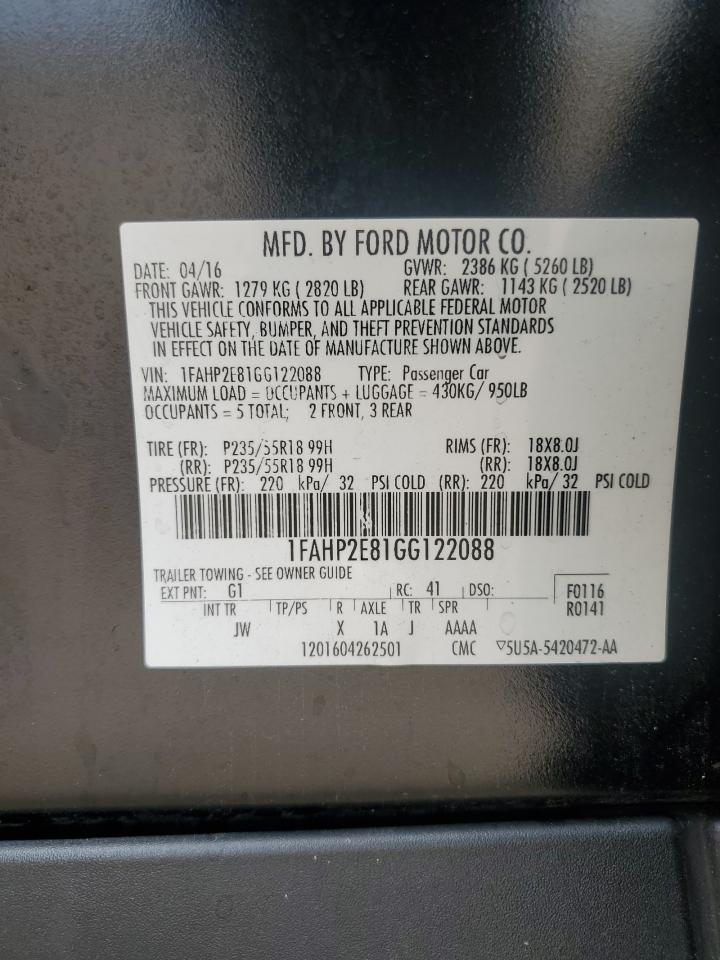 MFD. BY FORD MOTOR CO.
DATE: 04/16 GVWR: 2386 KG ( 5260 LB)
FRONT GAWR: 1279 KG ( 2820 LB) REAR GAWR: 1143 KG ( 2520 LB)
THIS VEHICLE CONFORMS TO ALL APPLICABLE FEDERAL MOTOR
VEHICLE SAFETY, BUMPER, AND THEFT PREVENTION STANDARDS
IN EFFECT ON THE DATE OF MANUFACTURE SHOWN ABOVE.
VIN: 1FAHP2E81GG122088 TYPE: Passenger Car
MAXIMUM LOAD = OCCUPANTS + LUGGAGE = 430KG/ 950LB
OCCUPANTS = 5 TOTAL; 2 FRONT, 3 REAR
TIRE (FR): P235/55R18 99H RIMS (FR): 18X8.0J
(RR): P235/55R18 99H (RR): 18X8.0J
PRESSURE (FR): 220 kPa/ 32 PSI COLD (RR): 220 kPa/ 32 PSI COLD
1FAHP2E81GG122088
TRAILER TOWING - SEE OWNER GUIDE
EXT PNT: G1 RC: 41 DSO: F0116
INT TR TP/PS R AXLE TR SPR R0141
JW X 1A J AAAA
1201604262501 CMC ▽5U5A-5420472-AA